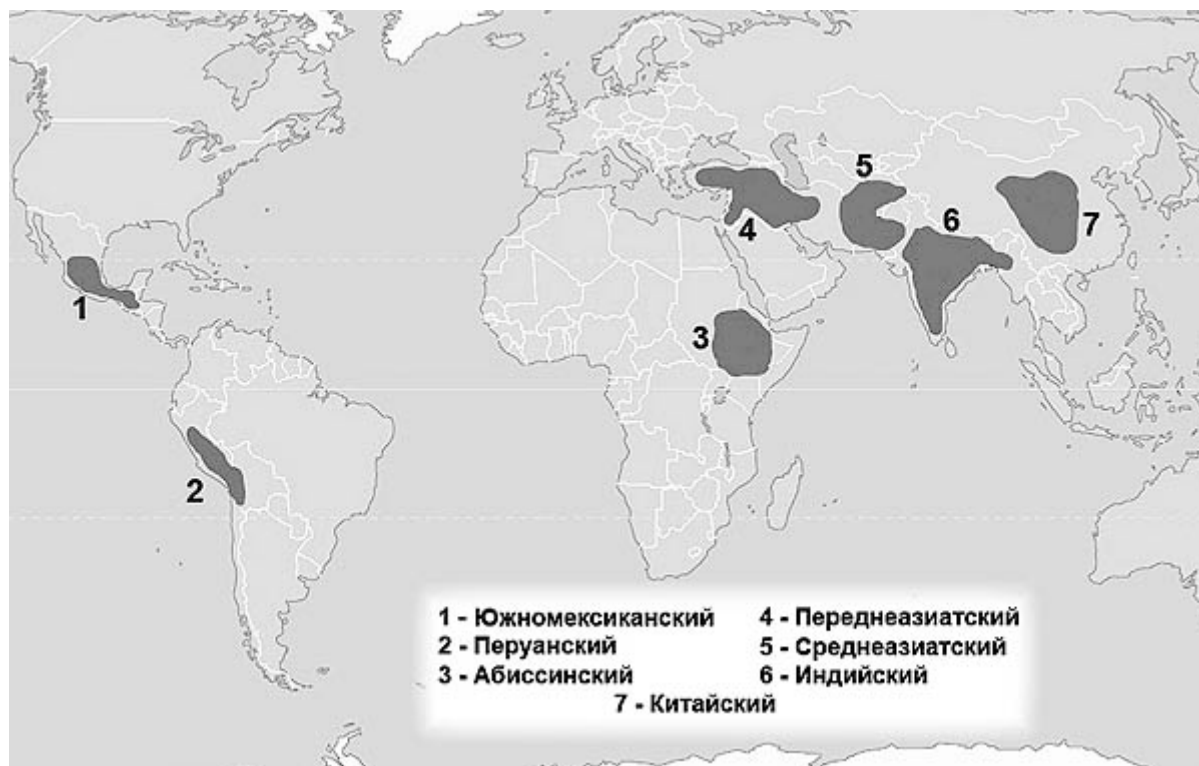 1
2
3
4
5
6
7
1 - Южномексиканский
2 - Перуанский
3 - Абиссинский
4 - Переднеазиатский
5 - Среднеазиатский
6 - Индийский
7 - Китайский